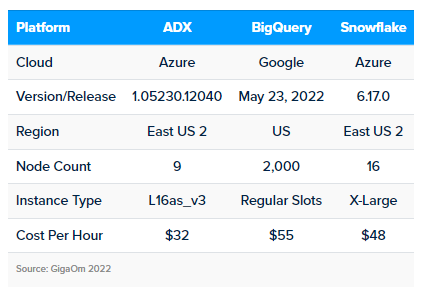 Platform ADX BigQuery Snowflake
Cloud Azure Google Azure
Version/Release 1.05230.12040 May 23, 2022 6.17.0
Region East US 2 US East US 2
Node Count 9 2,000 16
Instance Type L16as_v3 Regular Slots X-Large
Cost Per Hour $32 $55 $48
Source: GigaOm 2022